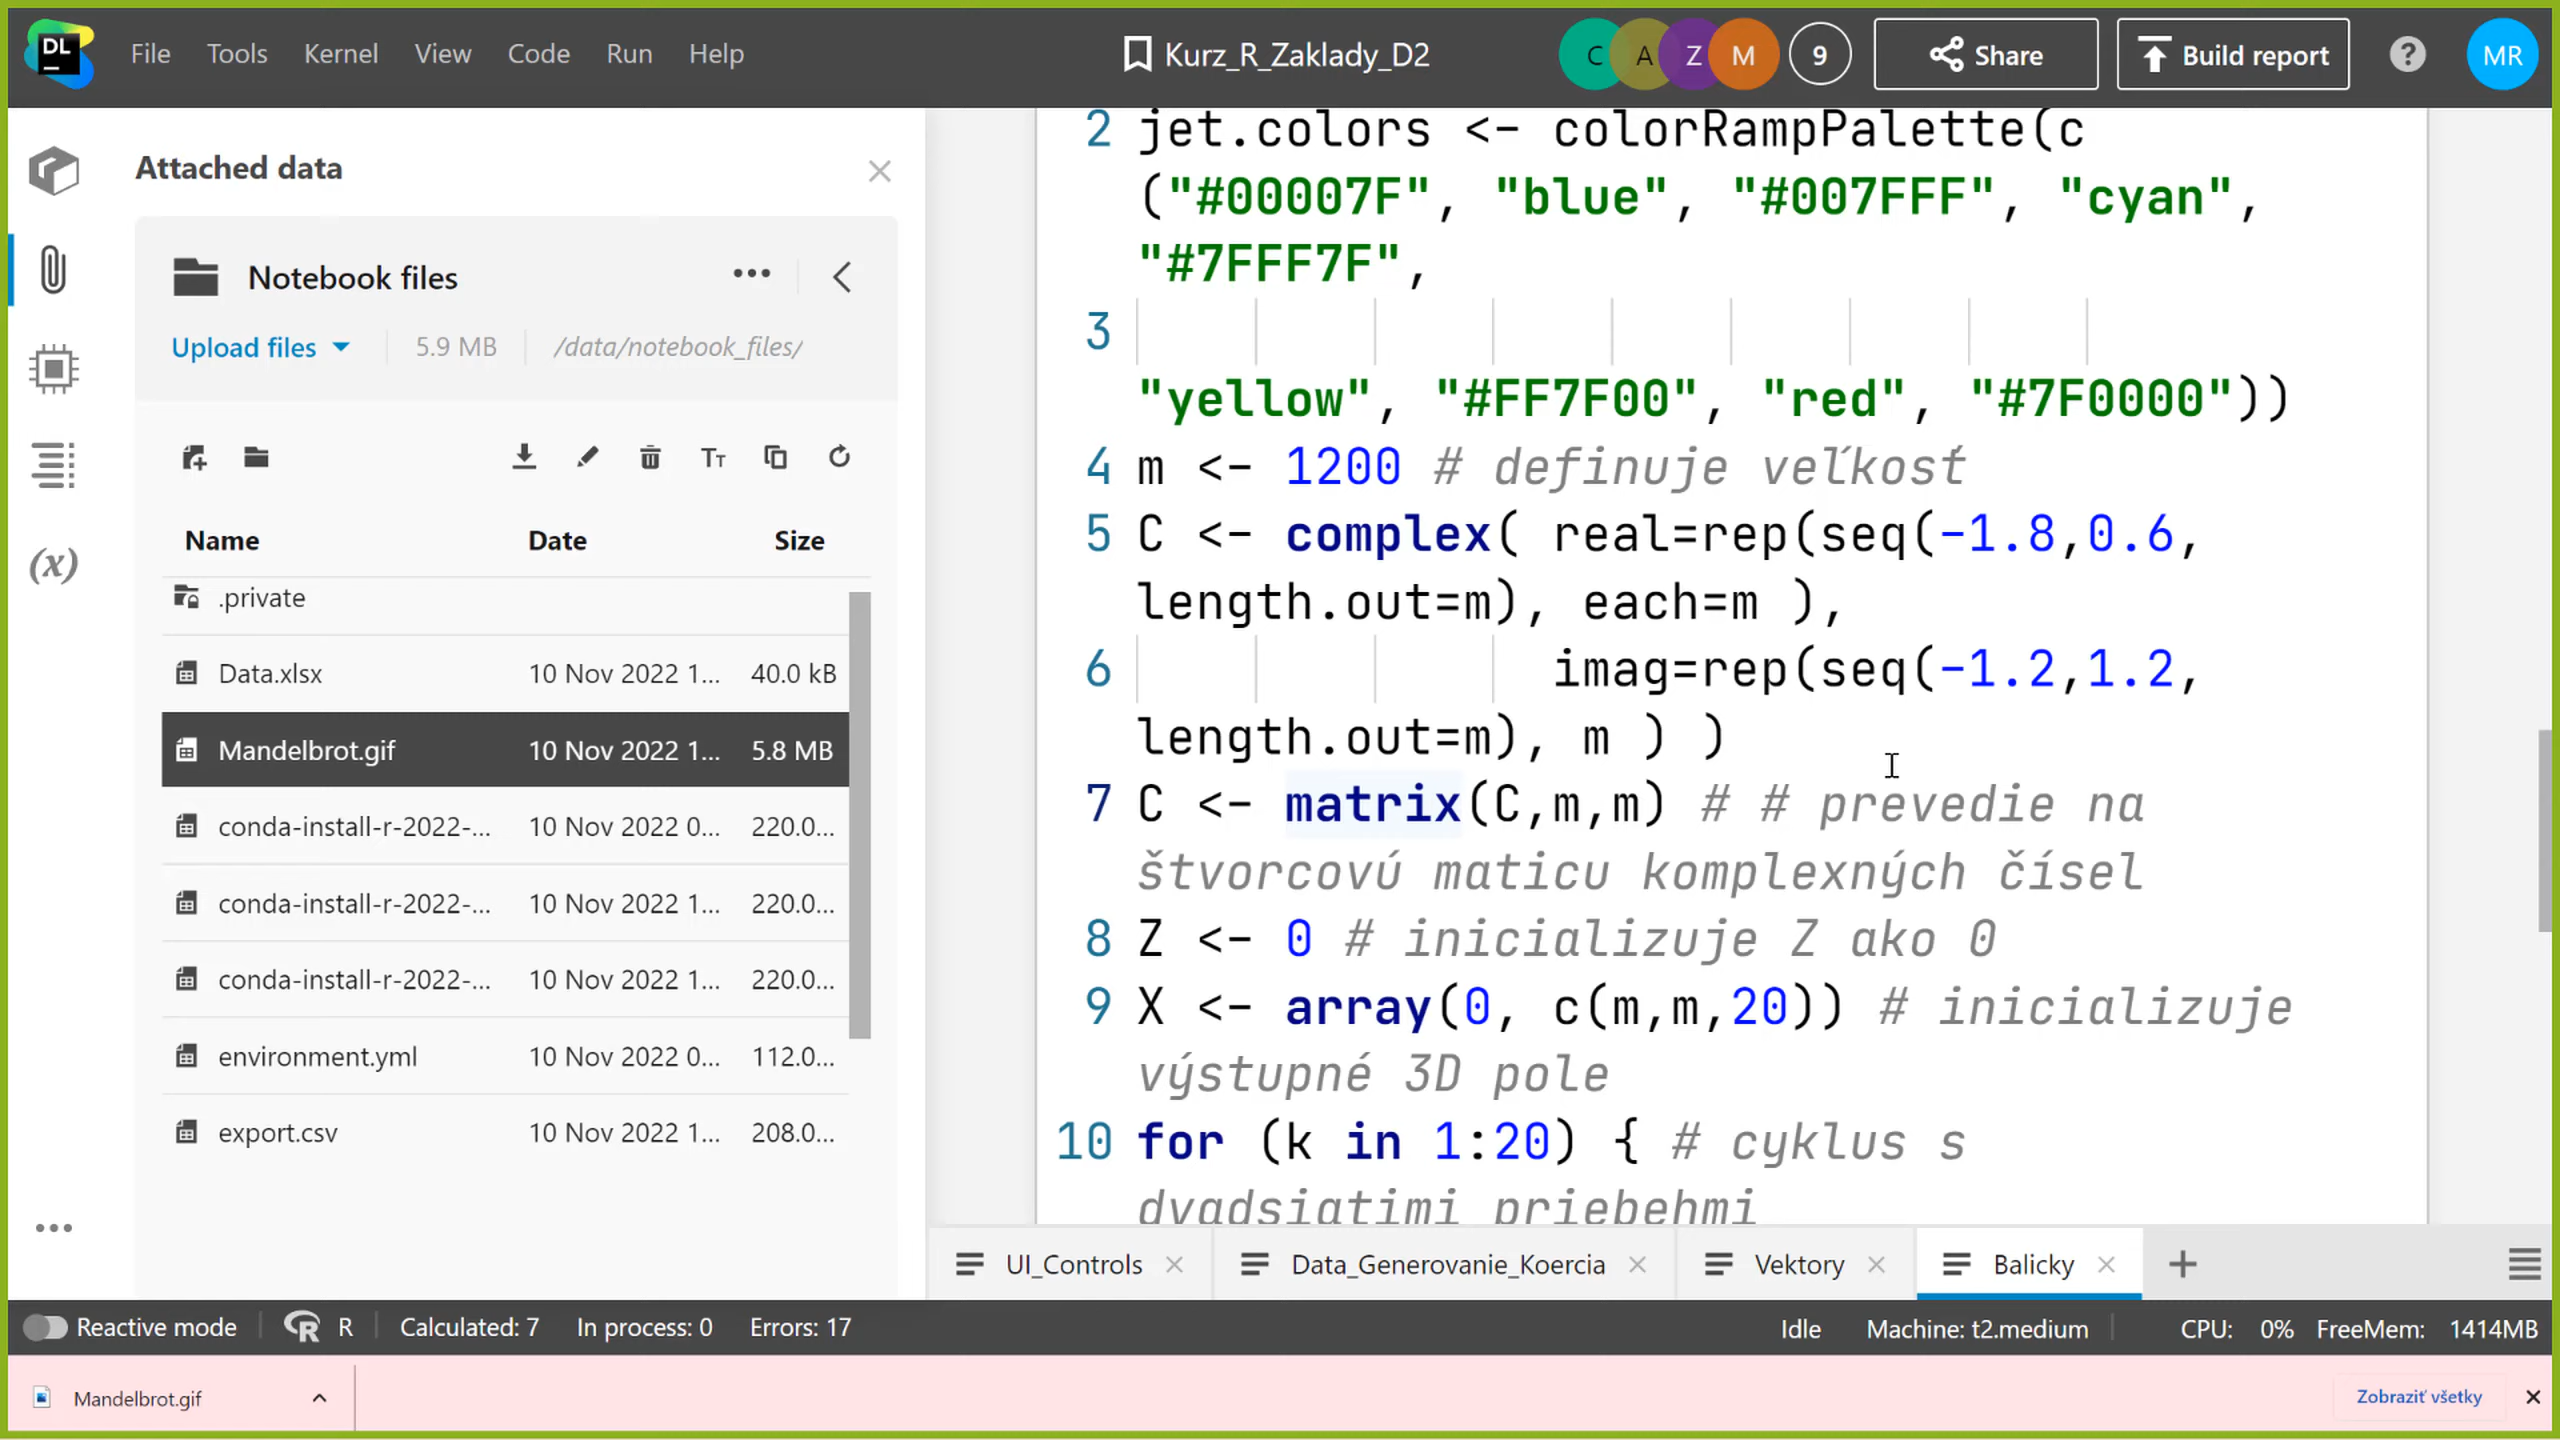 DL
File Tools Kernel View Code Run Help
Kurz_R_Zaklady_D2
C A Z M 9 Share Build report ? MR
Attached data
Notebook files
Upload files 5.9 MB /data/notebook_files/
Name Date Size
.private
Data.xlsx 10 Nov 2022 1... 40.0 kB
Mandelbrot.gif 10 Nov 2022 1... 5.8 MB
conda-install-r-2022-... 10 Nov 2022 0... 220.0...
conda-install-r-2022-... 10 Nov 2022 1... 220.0...
conda-install-r-2022-... 10 Nov 2022 1... 220.0...
environment.yml 10 Nov 2022 0... 112.0...
export.csv 10 Nov 2022 1... 208.0...
(x)
2 jet.colors <- colorRampPalette(c
("#00007F", "blue", "#007FFF", "cyan",
"#7FFF7F",
3
"yellow", "#FF7F00", "red", "#7F0000"))
4 m <- 1200 # definuje veľkosť
5 C <- complex( real=rep(seq(-1.8,0.6,
length.out=m), each=m ),
6 imag=rep(seq(-1.2,1.2,
length.out=m), m ) )
7 C <- matrix(C,m,m) # # prevedie na
štvorcovú maticu komplexných čísel
8 Z <- 0 # inicializuje Z ako 0
9 X <- array(0, c(m,m,20)) # inicializuje
výstupné 3D pole
10 for (k in 1:20) { # cyklus s
dvadsiatimi priebehmi
UI_Controls Data_Generovanie_Koercia Vektory Balicky
Reactive mode R Calculated: 7 In process: 0 Errors: 17 Idle Machine: t2.medium CPU: 0% FreeMem: 1414MB
Mandelbrot.gif Zobraziť všetky